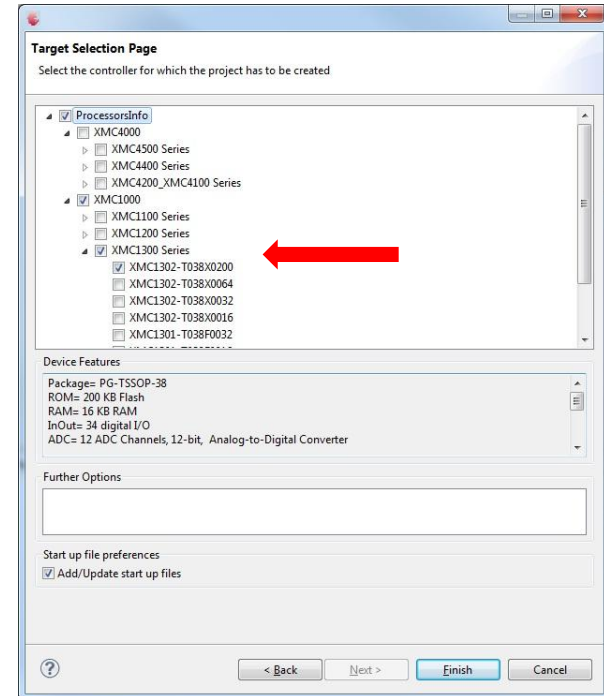 Target Selection Page
Select the controller for which the project has to be created
ProcessorsInfo
XMC4000
XMC4500 Series
XMC4400 Series
XMC4200_XMC4100 Series
XMC1000
XMC1100 Series
XMC1200 Series
XMC1300 Series
XMC1302-T038X0200
XMC1302-T038X0064
XMC1302-T038X0032
XMC1302-T038X0016
XMC1301-T038F0032
Device Features
Package= PG-TSSOP-38
ROM= 200 KB Flash
RAM= 16 KB RAM
InOut= 34 digital I/O
ADC= 12 ADC Channels, 12-bit, Analog-to-Digital Converter
Further Options
Start up file preferences
Add/Update start up files
? < Back Next > Finish Cancel